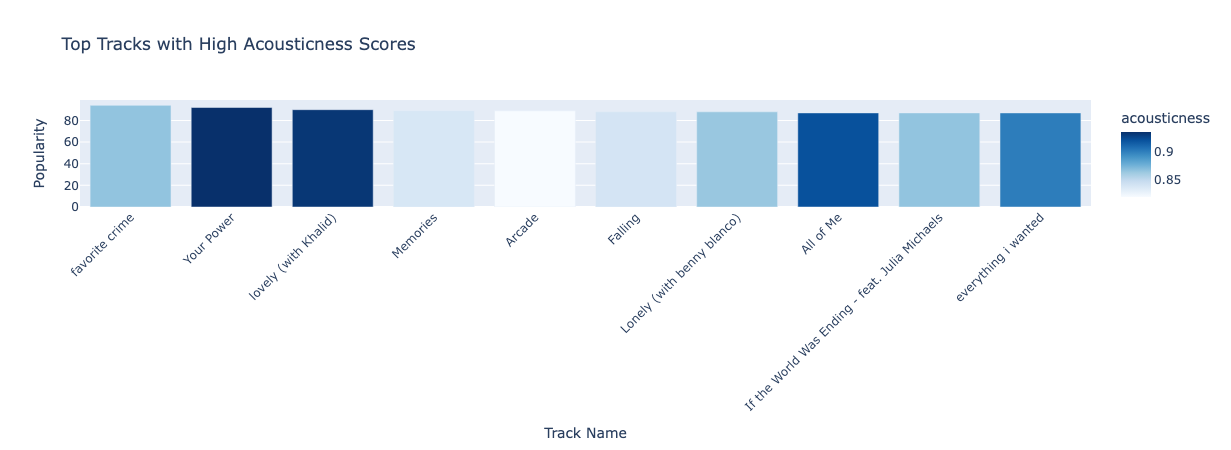 Top Tracks with High Acousticness Scores
Popularity
80
60
40
20
0
favorite crime
Your Power
lovely (with Khalid)
Memories
Arcade
Falling
Lonely (with benny blanco)
All of Me
If the World Was Ending - feat. Julia Michaels
everything i wanted
Track Name
acousticness
0.9
0.85